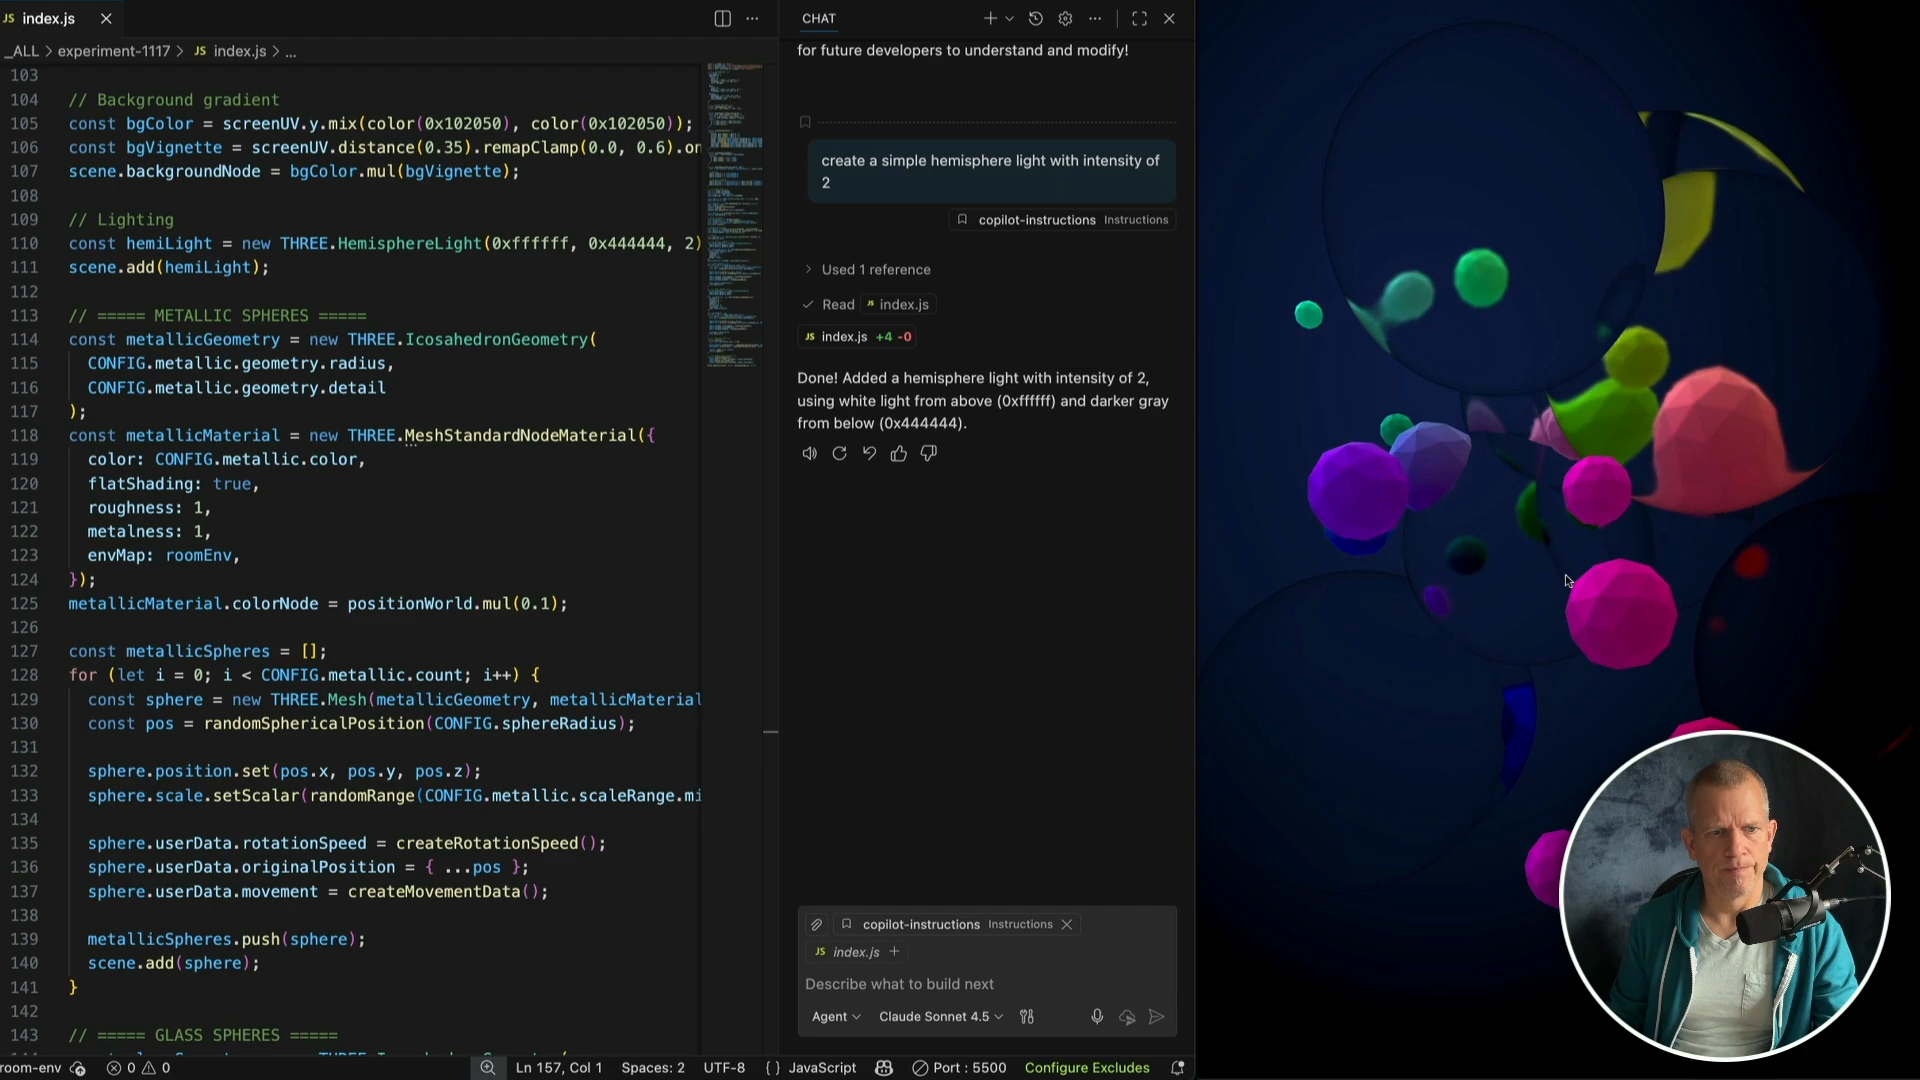 JS index.js
_ALL > experiment-1117 > JS index.js > ...
103
104 // Background gradient
105 const bgColor = screenUV.y.mix(color(0x102050), color(0x102050));
106 const bgVignette = screenUV.distance(0.35).remapClamp(0.0, 0.6).on
107 scene.backgroundNode = bgColor.mul(bgVignette);
108
109 // Lighting
110 const hemiLight = new THREE.HemisphereLight(0xffffff, 0x444444, 2)
111 scene.add(hemiLight);
112
113 // ===== METALLIC SPHERES =====
114 const metallicGeometry = new THREE.IcosahedronGeometry(
115 CONFIG.metallic.geometry.radius,
116 CONFIG.metallic.geometry.detail
117 );
118 const metallicMaterial = new THREE.MeshStandardNodeMaterial({
119 color: CONFIG.metallic.color,
120 flatShading: true,
121 roughness: 1,
122 metalness: 1,
123 envMap: roomEnv,
124 });
125 metallicMaterial.colorNode = positionWorld.mul(0.1);
126
127 const metallicSpheres = [];
128 for (let i = 0; i < CONFIG.metallic.count; i++) {
129 const sphere = new THREE.Mesh(metallicGeometry, metallicMaterial
130 const pos = randomSphericalPosition(CONFIG.sphereRadius);
131
132 sphere.position.set(pos.x, pos.y, pos.z);
133 sphere.scale.setScalar(randomRange(CONFIG.metallic.scaleRange.mi
134
135 sphere.userData.rotationSpeed = createRotationSpeed();
136 sphere.userData.originalPosition = { ...pos };
137 sphere.userData.movement = createMovementData();
138
139 metallicSpheres.push(sphere);
140 scene.add(sphere);
141 }
142
143 // ===== GLASS SPHERES =====
CHAT
for future developers to understand and modify!
create a simple hemisphere light with intensity of
2
copilot-instructions Instructions
Used 1 reference
Read JS index.js
JS index.js +4 -0
Done! Added a hemisphere light with intensity of 2,
using white light from above (0xffffff) and darker gray
from below (0x444444).
copilot-instructions Instructions
JS index.js +
Describe what to build next
Agent Claude Sonnet 4.5
room-env 0 0 Ln 157, Col 1 Spaces: 2 UTF-8 { } JavaScript Port : 5500 Configure Excludes